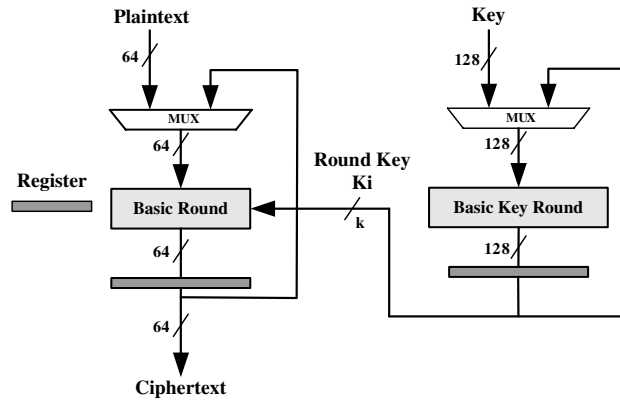 Plaintext
64
MUX
64
Register
Basic Round
64
64
Ciphertext
Round Key
Ki
k
Key
128
MUX
128
Basic Key Round
128